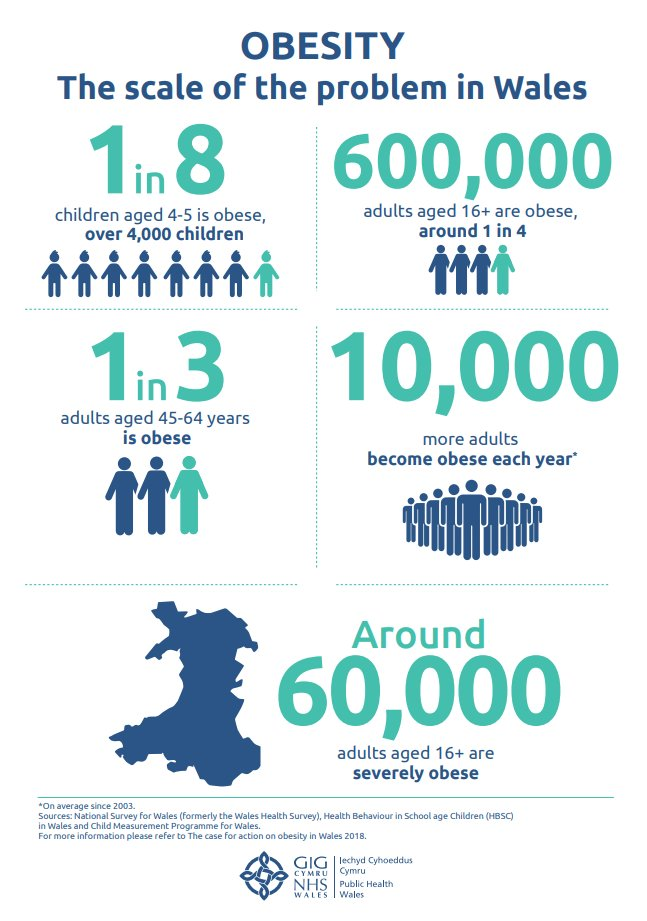 OBESITY
The scale of the problem in Wales
1 in 8
children aged 4-5 is obese,
over 4,000 children
600,000
adults aged 16+ are obese,
around 1 in 4
1 in 3
adults aged 45-64 years
is obese
10,000
more adults
become obese each year*
Around
60,000
adults aged 16+ are
severely obese
*On average since 2003.
Sources: National Survey for Wales (formerly the Wales Health Survey), Health Behaviour in School age Children (HBSC)
in Wales and Child Measurement Programme for Wales.
For more information please refer to The case for action on obesity in Wales 2018.
GIG
CYMRU
NHS
WALES
Iechyd Cyhoeddus
Cymru
Public Health
Wales